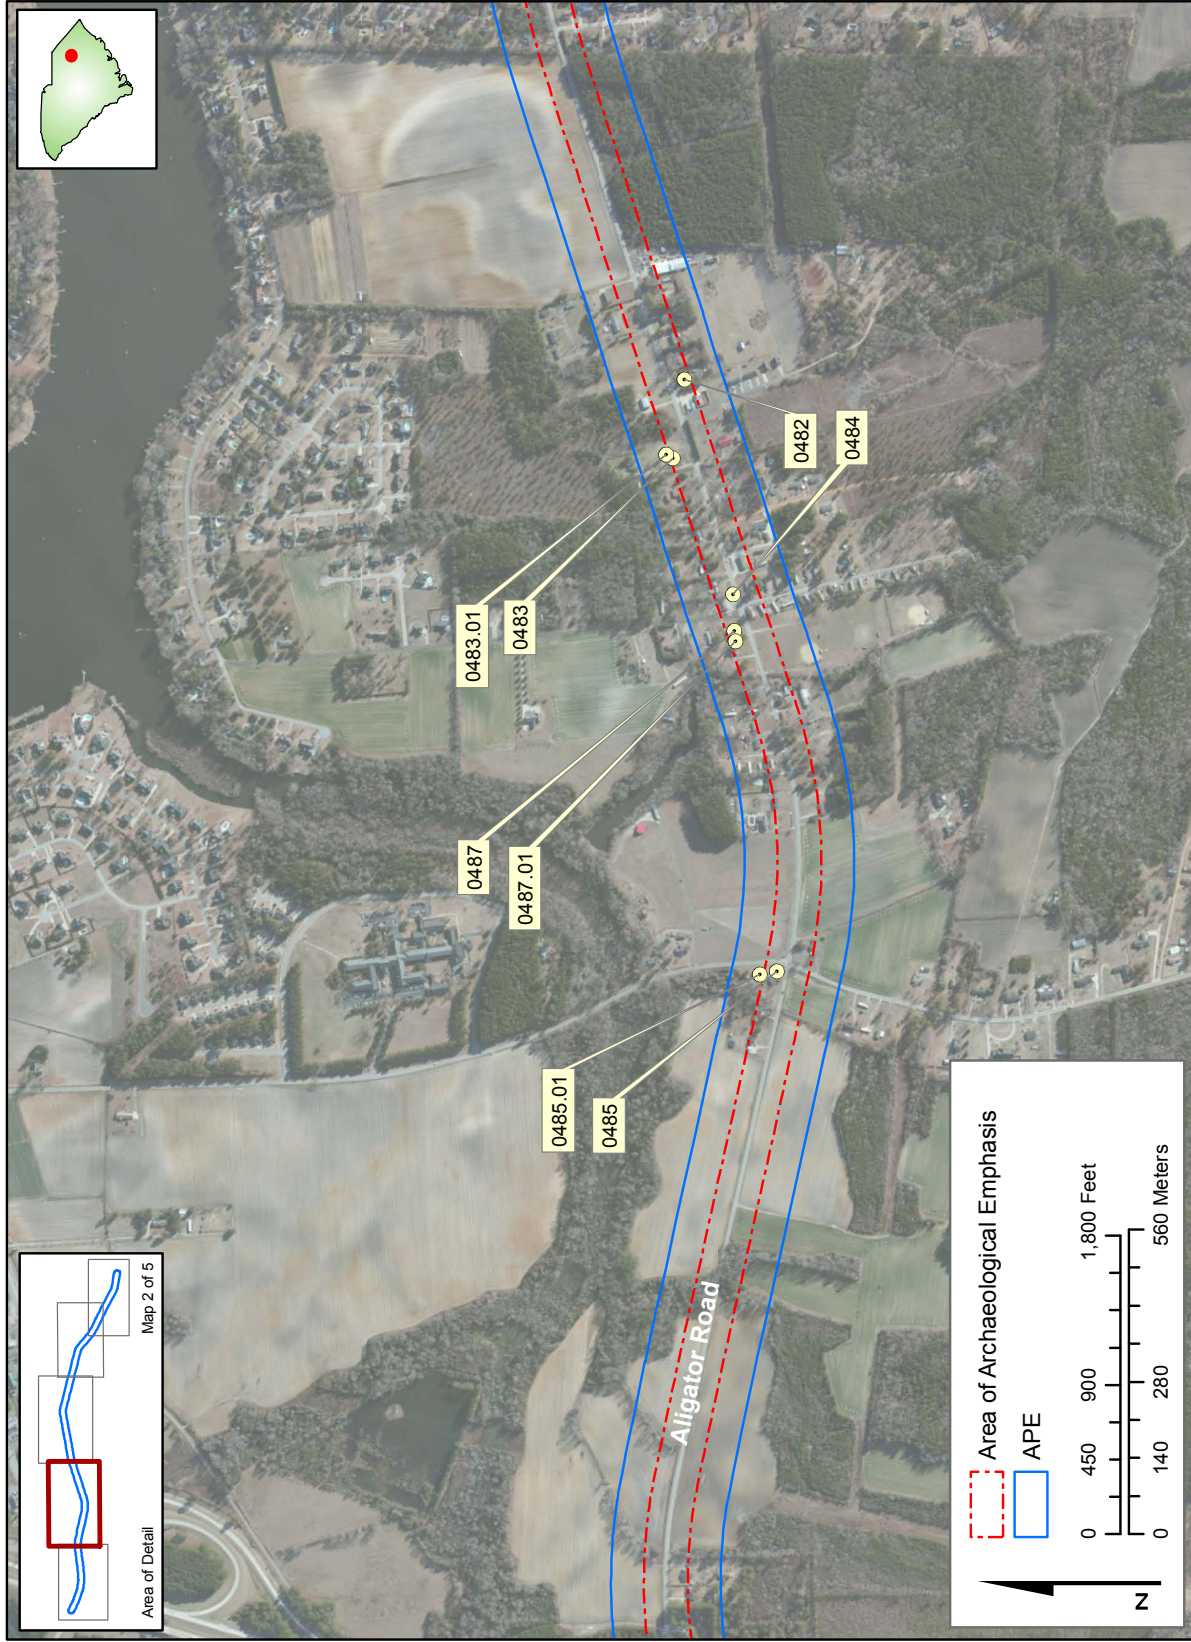 Area of Detail
Map 2 of 5
0483.01
0483
0487
0487.01
0482
0484
0485.01
0485
Aligator Road
Area of Archaeological Emphasis
APE
0 450 900 1,800 Feet
0 140 280 560 Meters
N